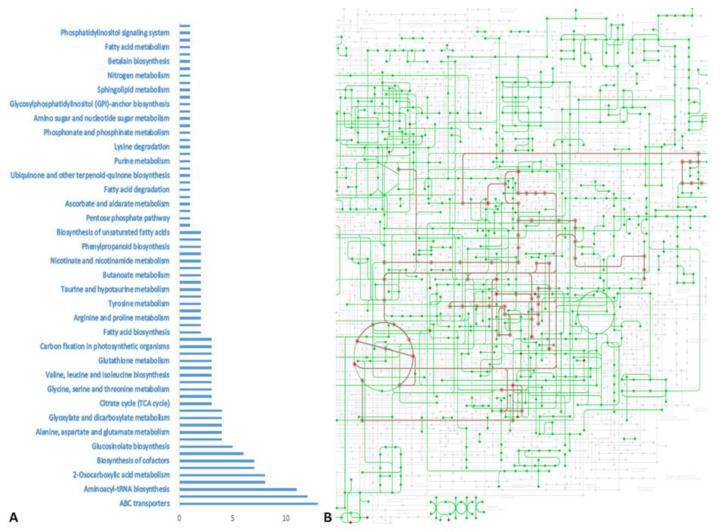 Phosphatidylinositol signaling system
Fatty acid metabolism
Betalain biosynthesis
Nitrogen metabolism
Sphingolipid metabolism
Glycosylphosphatidylinositol (GPI)-anchor biosynthesis
Amino sugar and nucleotide sugar metabolism
Phosphonate and phosphinate metabolism
Lysine degradation
Purine metabolism
Ubiquinone and other terpenoid-quinone biosynthesis
Fatty acid degradation
Ascorbate and aldarate metabolism
Pentose phosphate pathway
Biosynthesis of unsaturated fatty acids
Phenylpropanoid biosynthesis
Nicotinate and nicotinamide metabolism
Butanoate metabolism
Taurine and hypotaurine metabolism
Tyrosine metabolism
Arginine and proline metabolism
Fatty acid biosynthesis
Carbon fixation in photosynthetic organisms
Glutathione metabolism
Valine, leucine and isoleucine biosynthesis
Glycine, serine and threonine metabolism
Citrate cycle (TCA cycle)
Glyoxylate and dicarboxylate metabolism
Alanine, aspartate and glutamate metabolism
Glucosinolate biosynthesis
Biosynthesis of cofactors
2-Oxocarboxylic acid metabolism
Aminoacyl-tRNA biosynthesis
ABC transporters
0 5 10
A
B